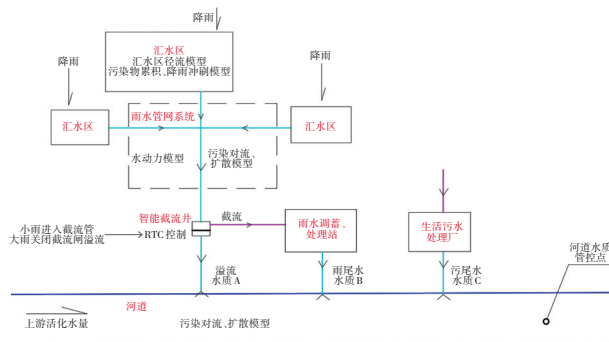 降雨
汇水区
汇水区径流模型
污染物累积、降雨冲刷模型
降雨
降雨
汇水区
雨水管网系统
汇水区
水动力模型
污染对流、
扩散模型
智能截流井
截流
小雨进入截流管
大雨关闭截流闸溢流
RTC控制
雨水调蓄、
处理站
生活污水
处理厂
溢流
水质A
雨尾水
水质B
污尾水
水质C
河道水质
管控点
河道
上游活化水量
污染对流、扩散模型